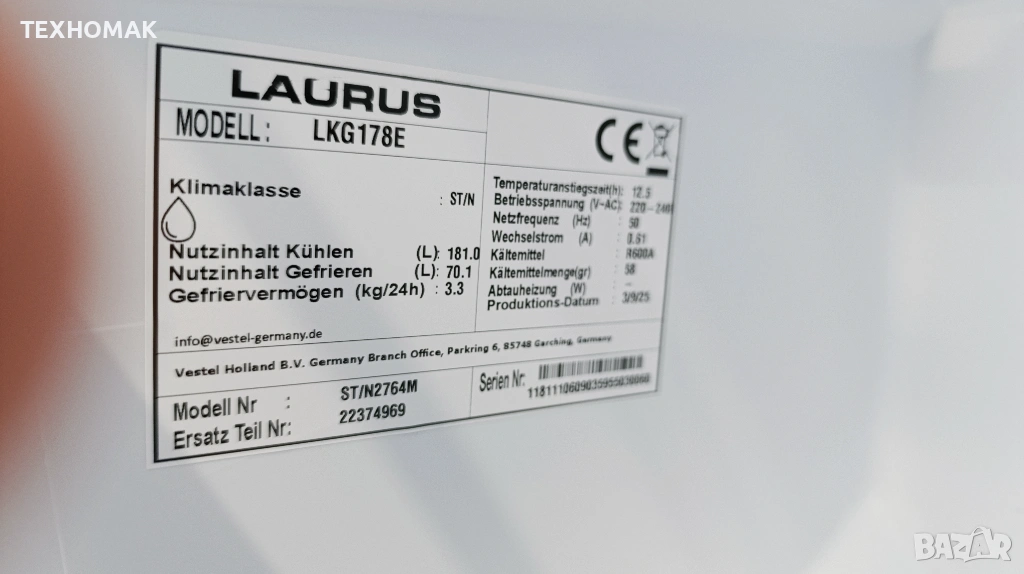 ТЕХНОМАК
LAURUS
MODELL: LKG178E
CE
Klimaklasse : ST/N
Nutzinhalt Kühlen (L): 181.0
Nutzinhalt Gefrieren (L): 70.1
Gefriervermögen (kg/24h) : 3.3
Temperaturanstiegszeit(h): 12.5
Betriebsspannung (V~AC): 220-240
Netzfrequenz (Hz) : 50
Wechselstrom (A) : 0.61
Kältemittel : R600A
Kältemittelmenge(gr) : 58
Abtauheizung (W) : --
Produktions-Datum : 3/9/25
info@vestel-germany.de
Vestel Holland B.V. Germany Branch Office, Parkring 6, 85748 Garching, Germany
Modell Nr : ST/N2764M
Ersatz Teil Nr: 22374969
Serien Nr.
BAZAR